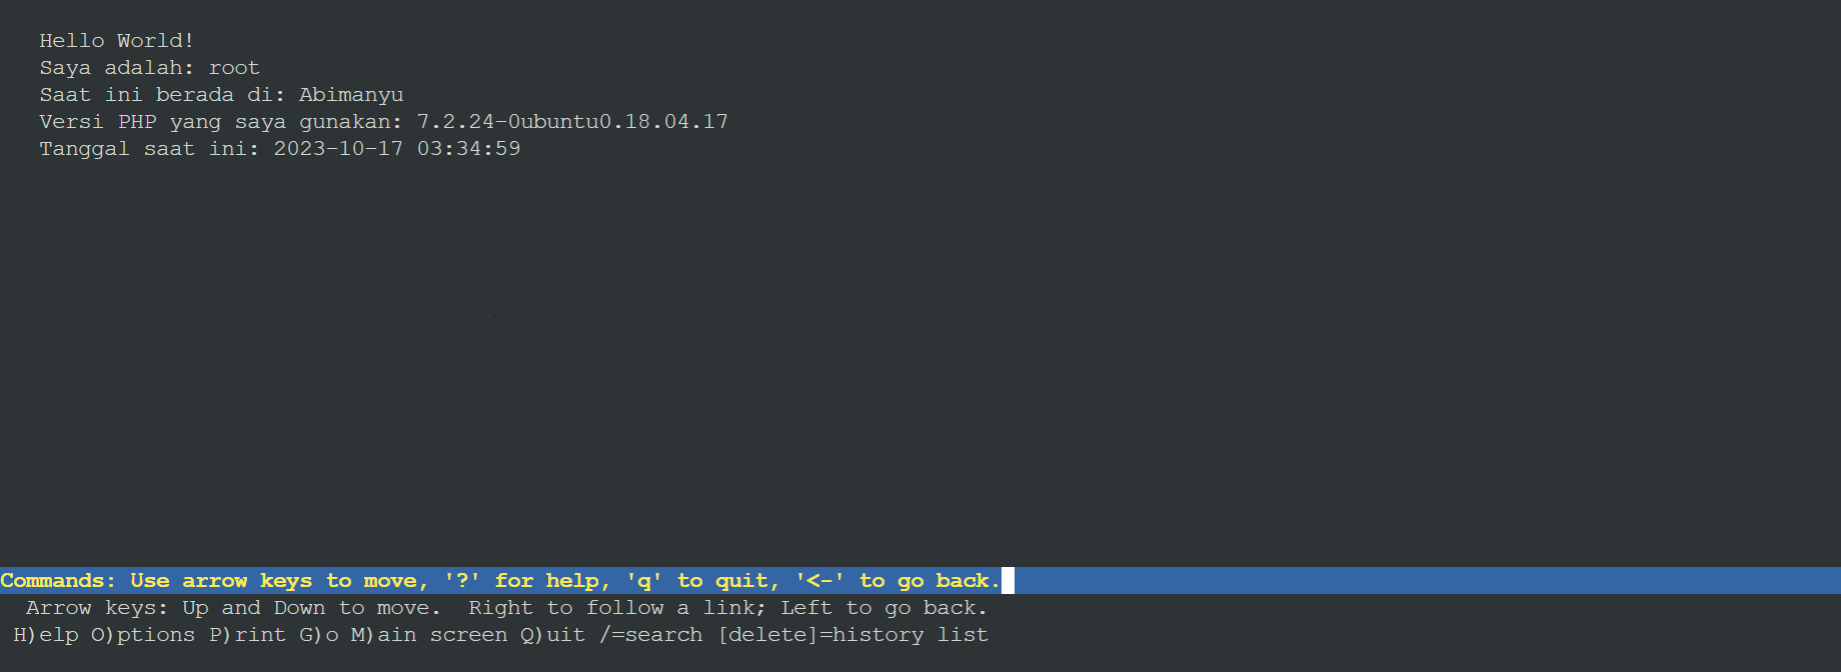 Hello World!
Saya adalah: root
Saat ini berada di: Abimanyu
Versi PHP yang saya gunakan: 7.2.24-0ubuntu0.18.04.17
Tanggal saat ini: 2023-10-17 03:34:59
Commands: Use arrow keys to move, '?' for help, 'q' to quit, '<-' to go back.
Arrow keys: Up and Down to move.  Right to follow a link; Left to go back.
H)elp O)ptions P)rint G)o M)ain screen Q)uit /=search [delete]=history list